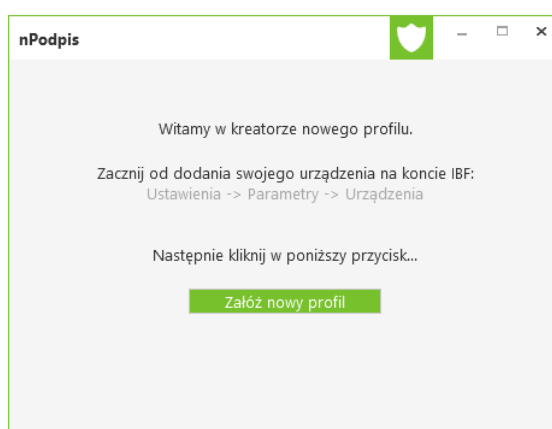 nPodpis
Witamy w kreatorze nowego profilu.
Zacznij od dodania swojego urządzenia na koncie IBF:
Ustawienia -> Parametry -> Urządzenia
Następnie kliknij w poniższy przycisk...
Załóż nowy profil